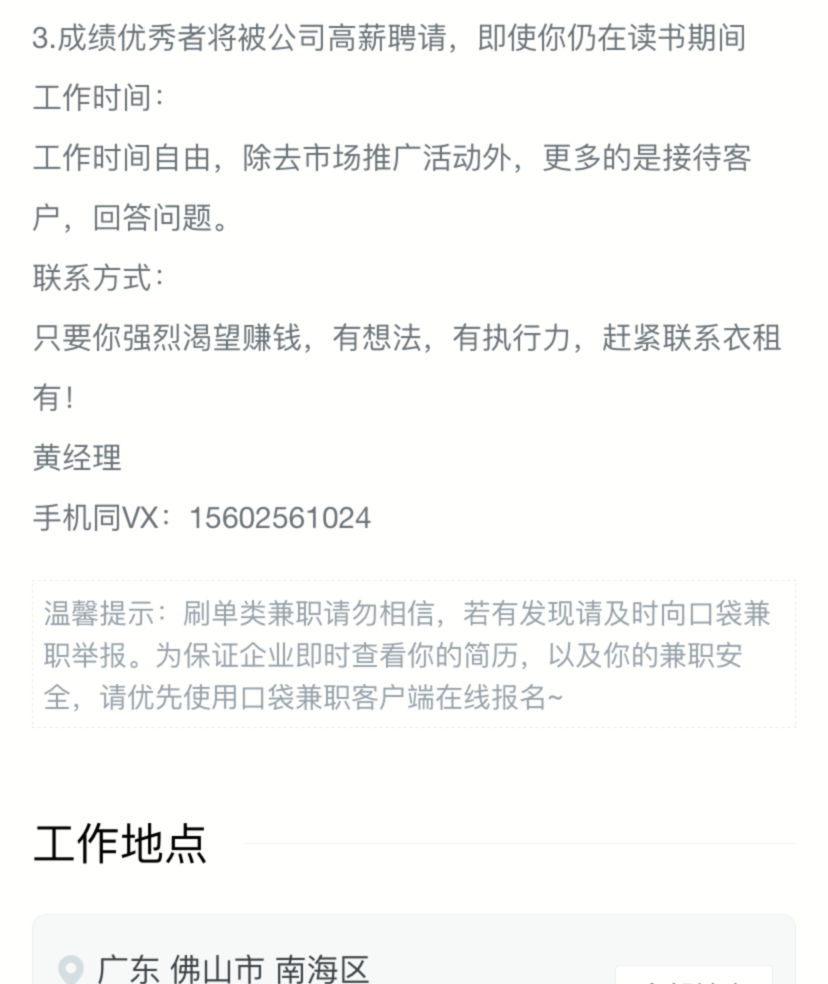 3.成绩优秀者将被公司高薪聘请，即使你仍在读书期间
工作时间：
工作时间自由，除去市场推广活动外，更多的是接待客
户，回答问题。
联系方式：
只要你强烈渴望赚钱，有想法，有执行力，赶紧联系衣租
有！
黄经理
手机同VX：15602561024
温馨提示：刷单类兼职请勿相信，若有发现请及时向口袋兼
职举报。为保证企业即时查看你的简历，以及你的兼职安
全，请优先使用口袋兼职客户端在线报名~
工作地点
广东 佛山市 南海区